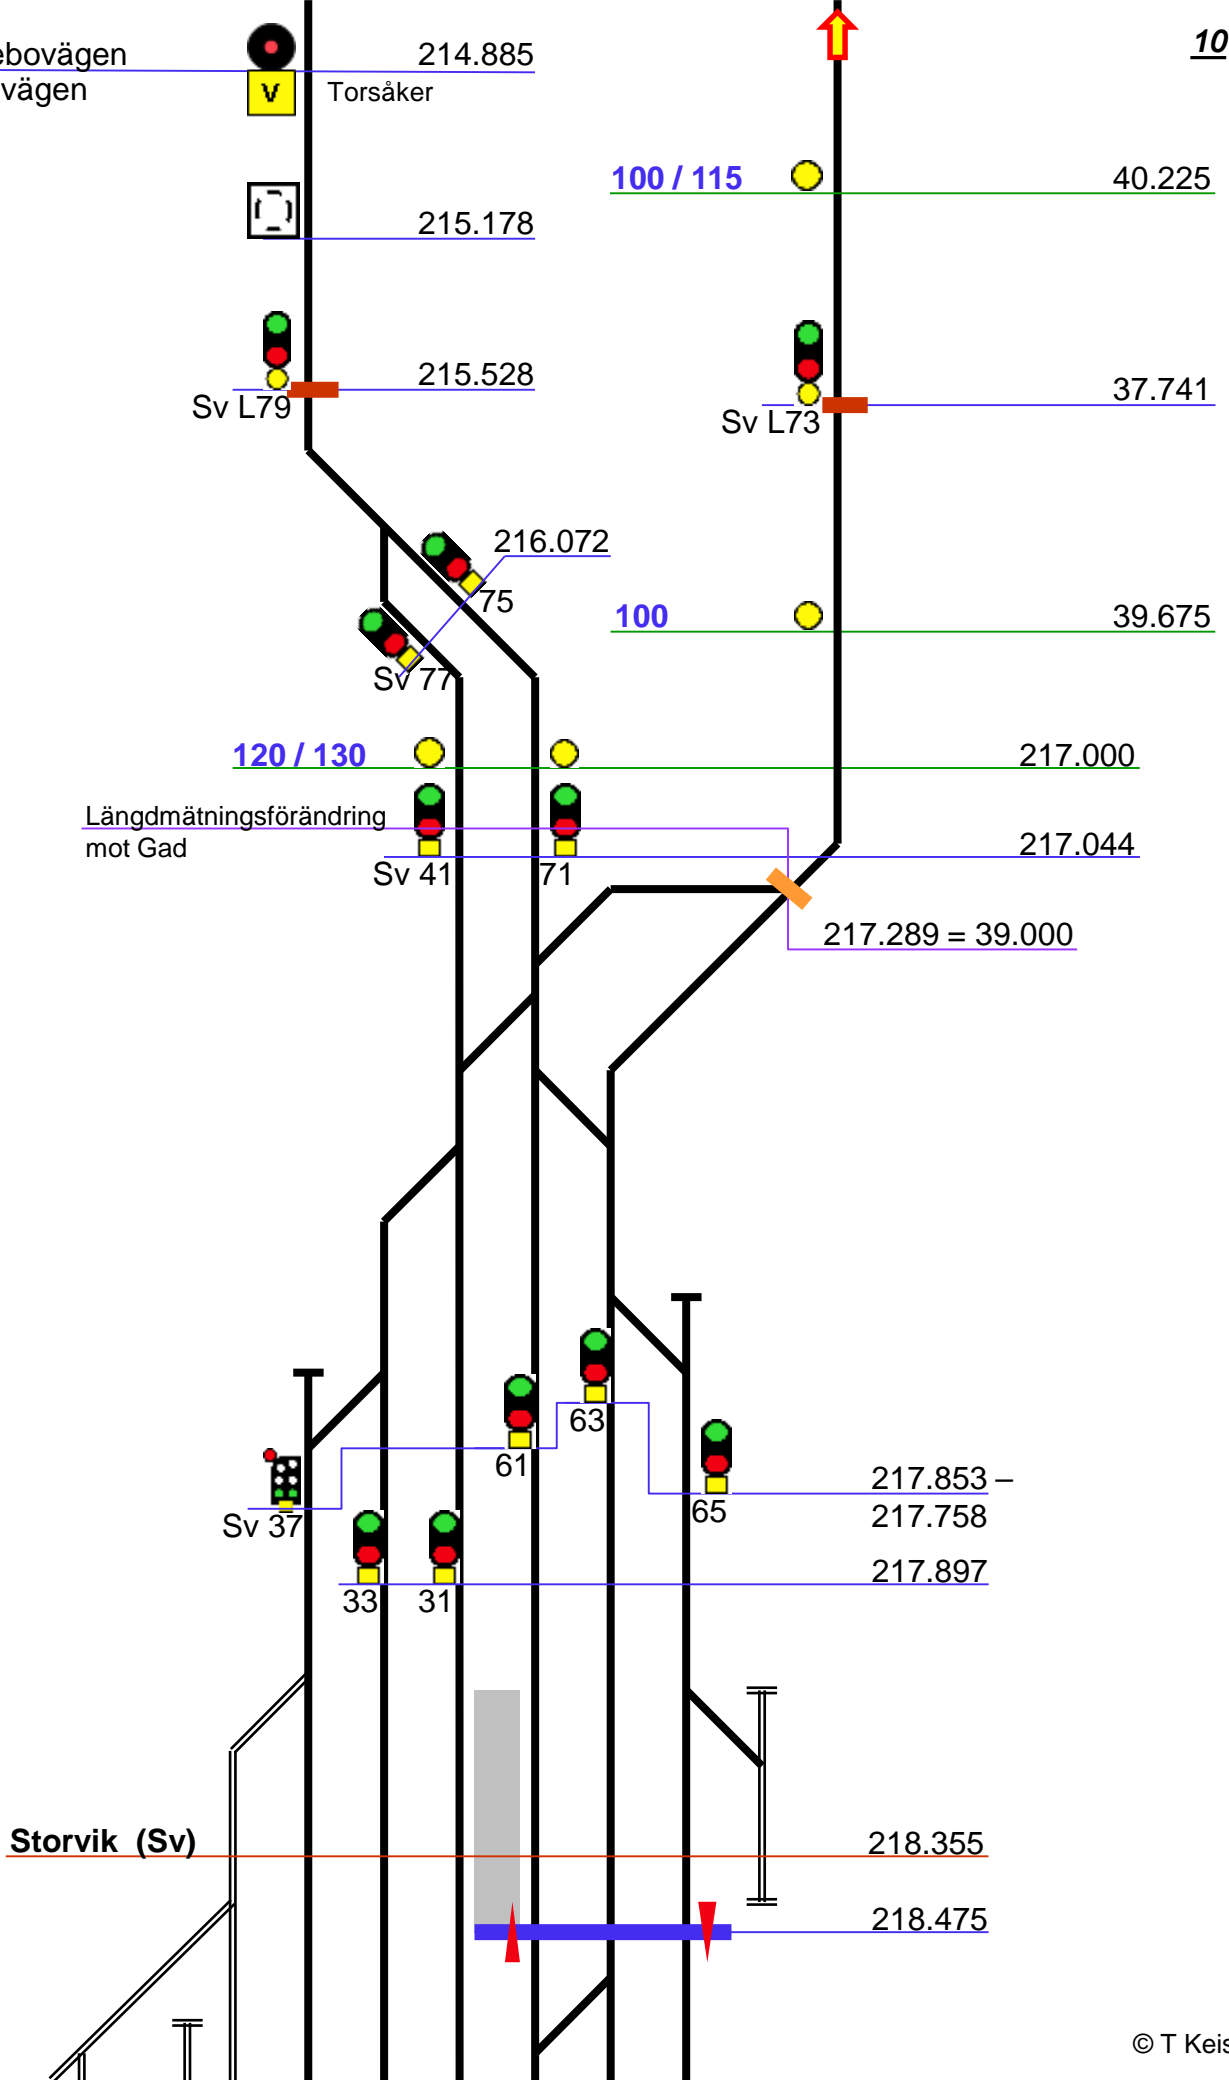 ebovägen
vägen
V
214.885
Torsåker
10
100 / 115
40.225
215.178
215.528
Sv L79
37.741
Sv L73
216.072
75
Sv 77
100
39.675
120 / 130
217.000
Längdmätningsförändring
mot Gad
217.044
Sv 41
71
217.289 = 39.000
63
61
65
217.853 –
217.758
Sv 37
217.897
33
31
Storvik (Sv)
218.355
218.475
© T Keis